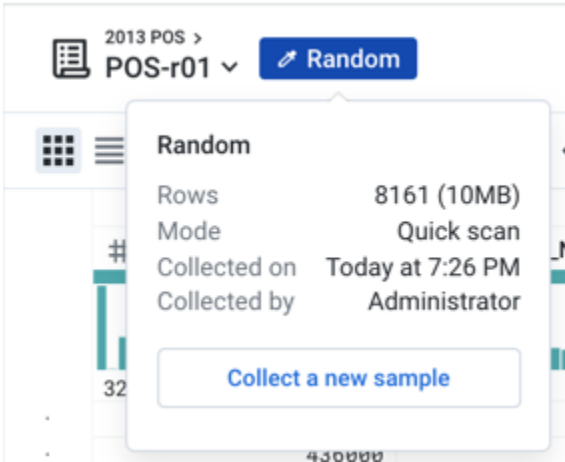 2013 POS >
POS-r01
Random
Random
Rows 8161 (10MB)
Mode Quick scan
Collected on Today at 7:26 PM
Collected by Administrator
Collect a new sample
#
32